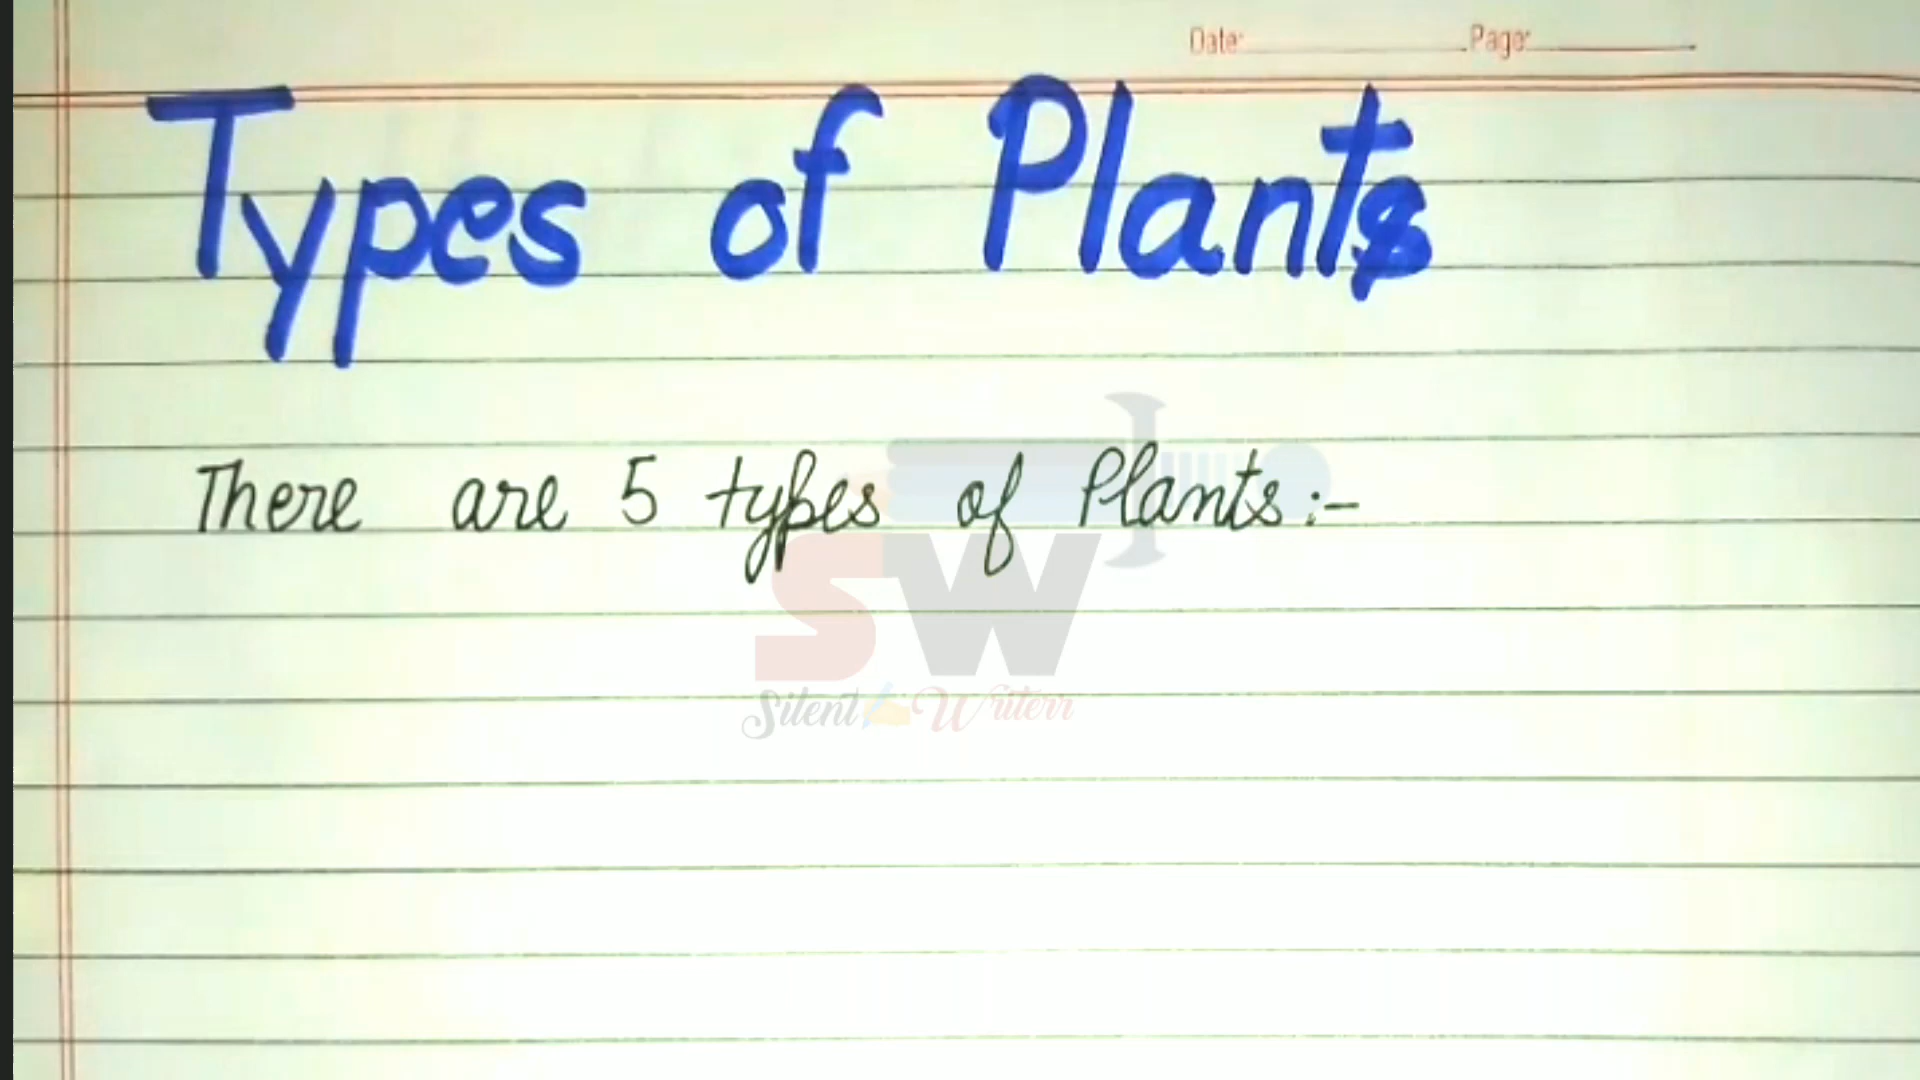 Date: Page:
Types of Plants
There are 5 types of Plants:-
SW
Silent Writerr